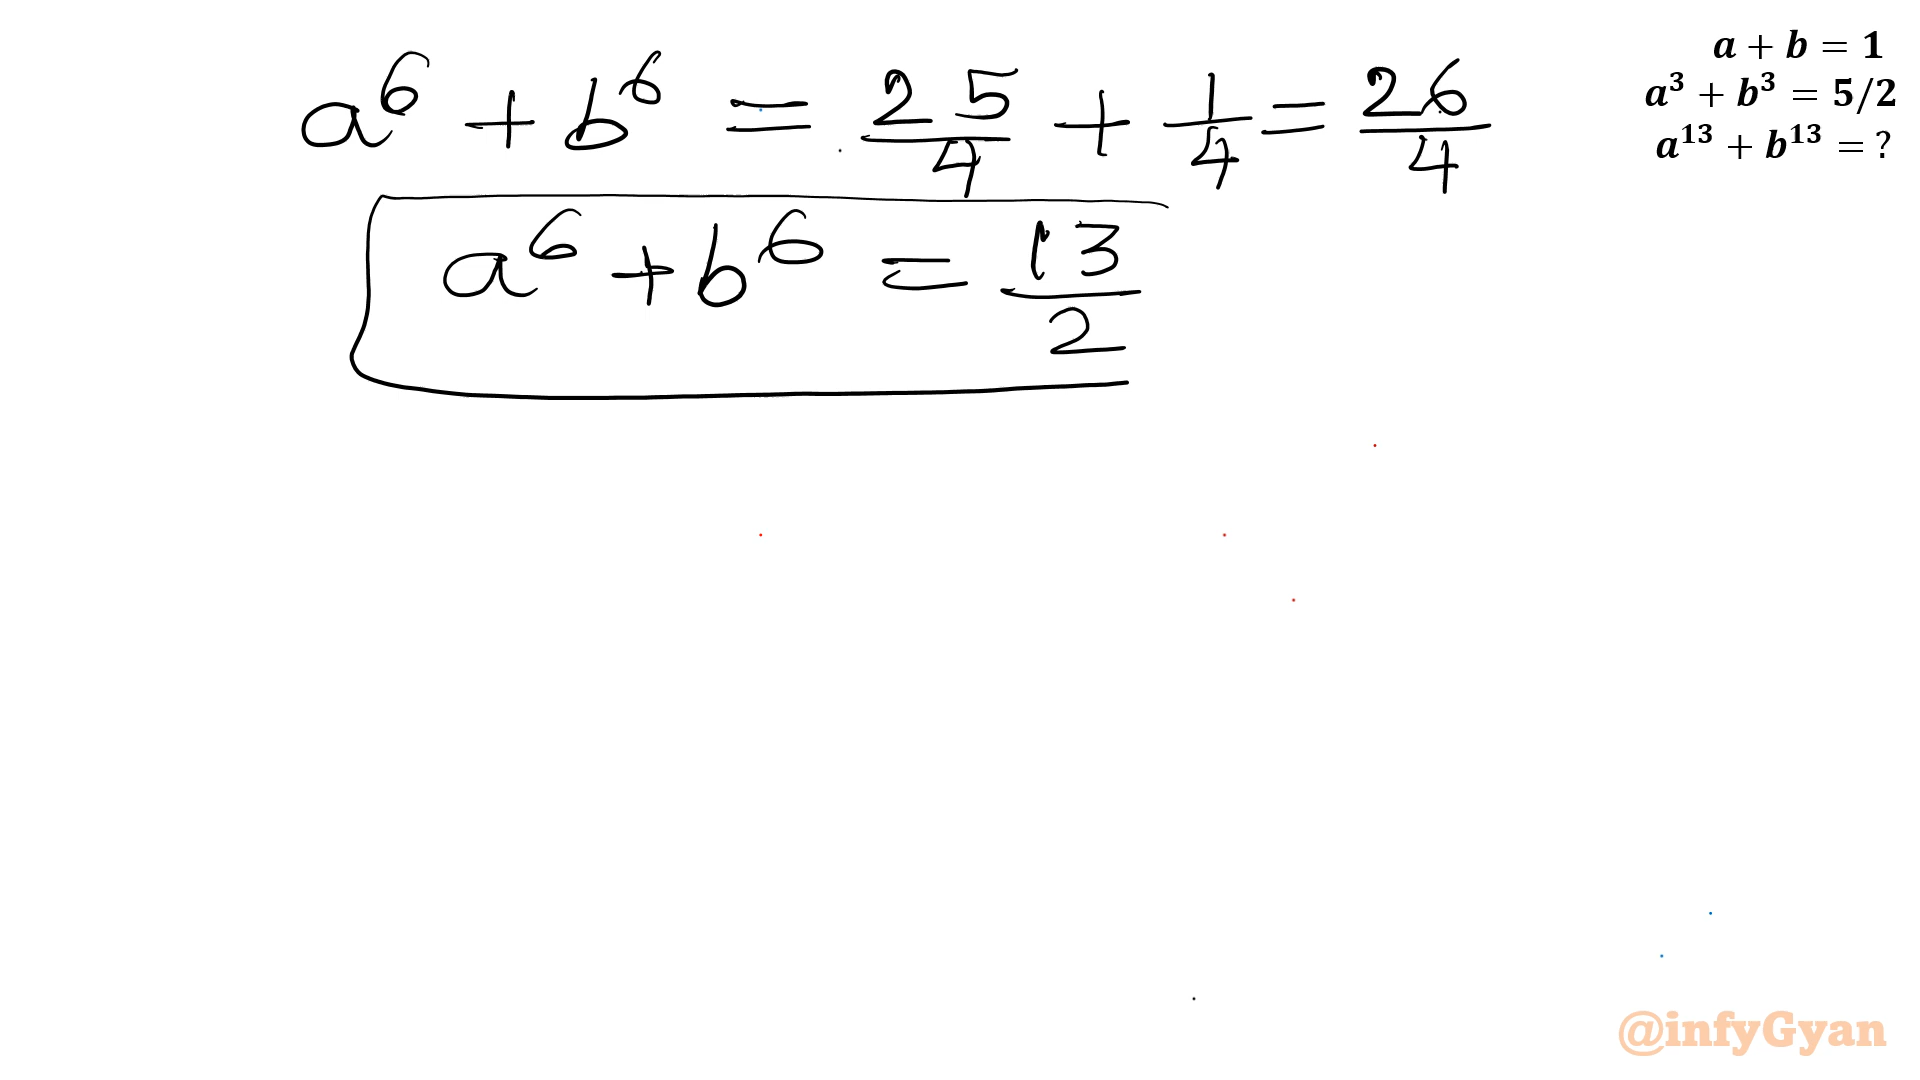 a⁶ + b⁶ = 25/4 + 1/4 = 26/4
a⁶ + b⁶ = 13/2
a + b = 1
a³ + b³ = 5/2
a¹³ + b¹³ = ?
@infyGyan